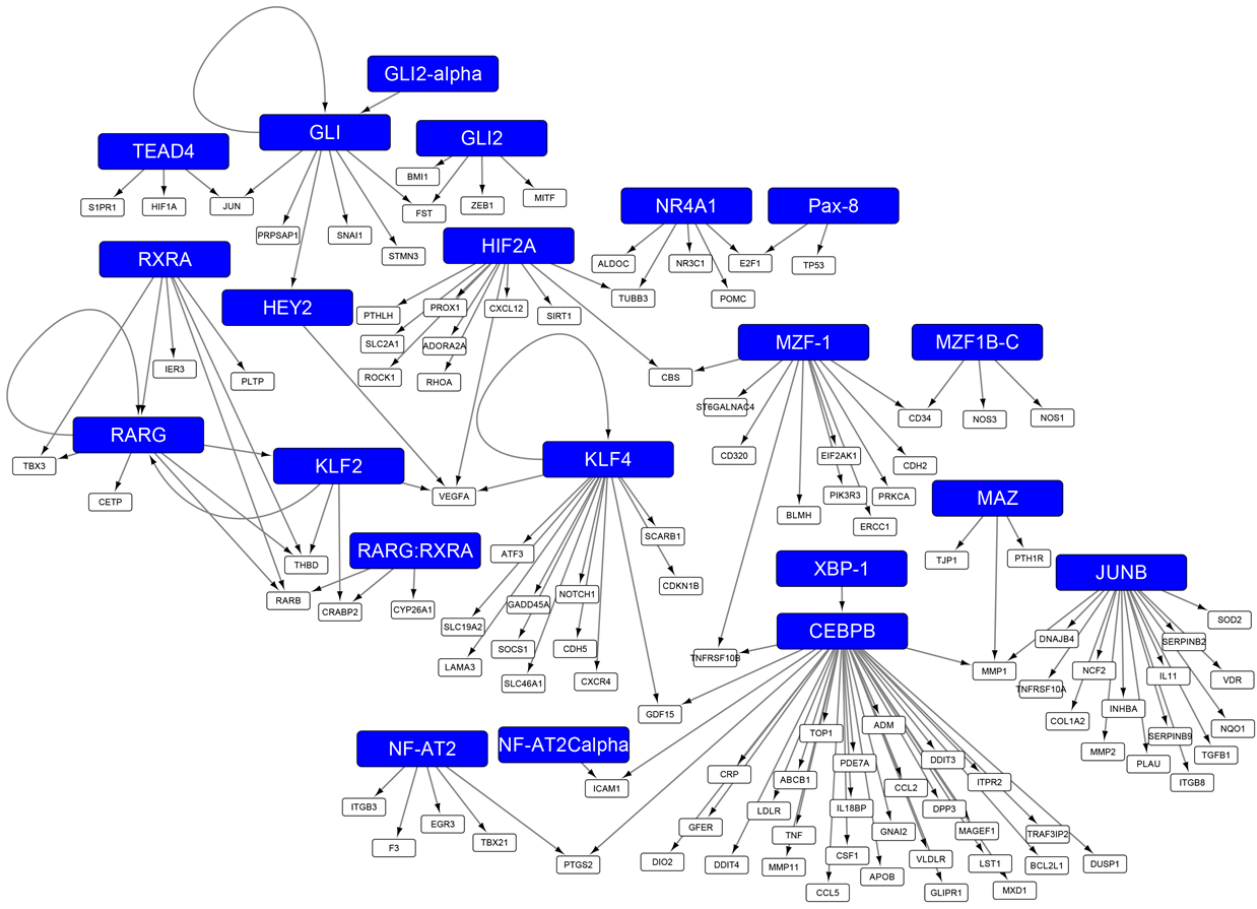 GLI2-alpha
GLI
TEAD4
GLI2
BMI1
MITF
S1PR1
HIF1A
JUN
FST
ZEB1
NR4A1
Pax-8
PRPSAP1
SNAI1
STMN3
HIF2A
RXRA
ALDOC
NR3C1
E2F1
TP53
TUBB3
POMC
HEY2
PTHLH
PROX1
CXCL12
SIRT1
SLC2A1
ADORA2A
MZF-1
MZF1B-C
IER3
PLTP
ROCK1
RHOA
CBS
ST6GALNAC4
CD34
NOS3
NOS1
RARG
TBX3
CETP
KLF2
KLF4
CD320
EIF2AK1
CDH2
VEGFA
PIK3R3
PRKCA
BLMH
ERCC1
MAZ
SCARB1
ATF3
RARG:RXRA
THBD
TJP1
PTH1R
XBP-1
JUNB
CDKN1B
RARB
CRABP2
CYP26A1
GADD45A
NOTCH1
SLC19A2
SOCS1
CDH5
LAMA3
SLC46A1
CXCR4
CEBPB
SOD2
DNAJB4
SERPINB2
TNFRSF10B
MMP1
NCF2
IL11
VDR
TNFRSF10A
GDF15
INHBA
COL1A2
NQO1
SERPINB9
MMP2
PLAU
TGFB1
ITGB8
NF-AT2
NF-AT2Calpha
TOP1
ADM
PDE7A
DDIT3
CRP
ABCB1
ITPR2
ICAM1
CCL2
ITGB3
LDLR
IL18BP
DPP3
EGR3
GFER
TNF
GNAI2
MAGEF1
TRAF3IP2
F3
TBX21
PTGS2
DIO2
DDIT4
MMP11
CSF1
VLDLR
LST1
BCL2L1
DUSP1
APOB
CCL5
GLIPR1
MXD1